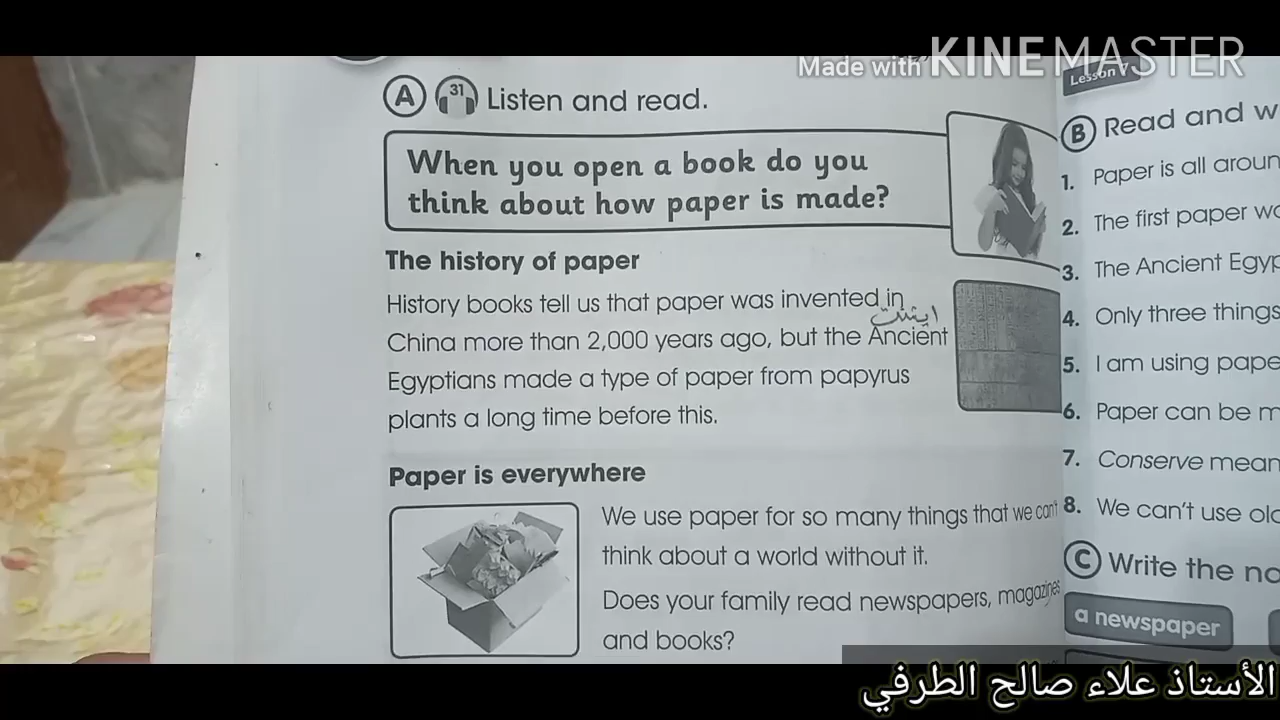 Made with KINEMASTER
A 31 Listen and read.
When you open a book do you
think about how paper is made?
The history of paper
History books tell us that paper was invented in
China more than 2,000 years ago, but the Ancient
Egyptians made a type of paper from papyrus
plants a long time before this.
Paper is everywhere
We use paper for so many things that we can't
think about a world without it.
Does your family read newspapers, magazines
and books?
Lesson 7
B Read and w
1. Paper is all aroun
2. The first paper wo
3. The Ancient Egyp
4. Only three things
5. I am using pape
6. Paper can be m
7. Conserve mean
8. We can't use old
C Write the na
a newspaper
الأستاذ علاء صالح الطرفي